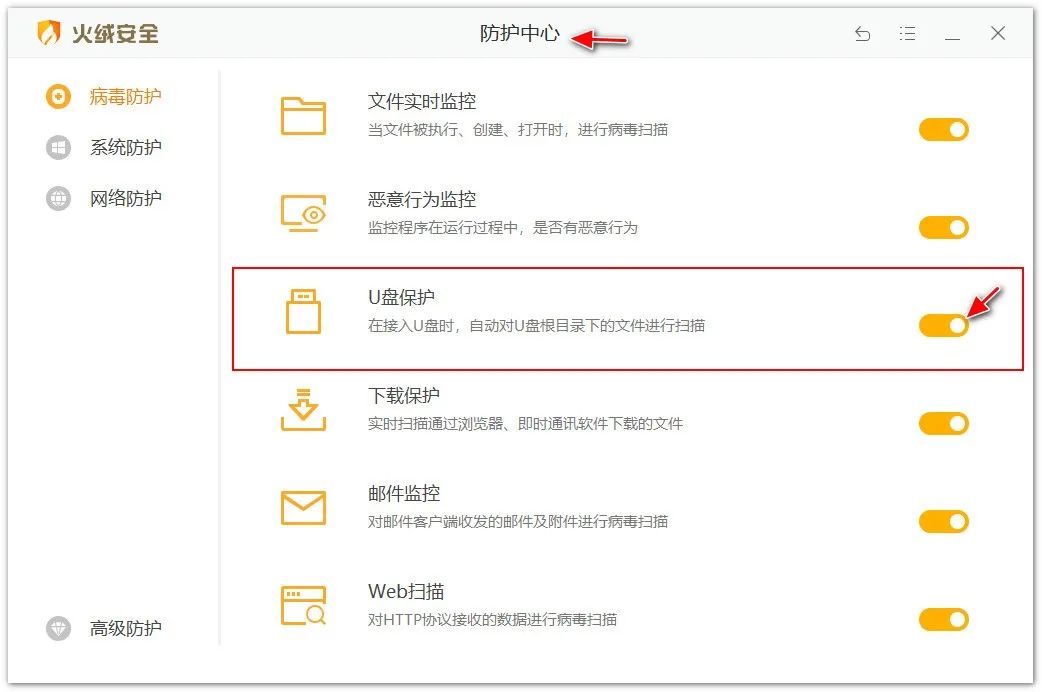 火绒安全
防护中心
病毒防护
系统防护
网络防护
高级防护
文件实时监控
当文件被执行、创建、打开时，进行病毒扫描
恶意行为监控
监控程序在运行过程中，是否有恶意行为
U盘保护
在接入U盘时，自动对U盘根目录下的文件进行扫描
下载保护
实时扫描通过浏览器、即时通讯软件下载的文件
邮件监控
对邮件客户端收发的邮件及附件进行病毒扫描
Web扫描
对HTTP协议接收的数据进行病毒扫描